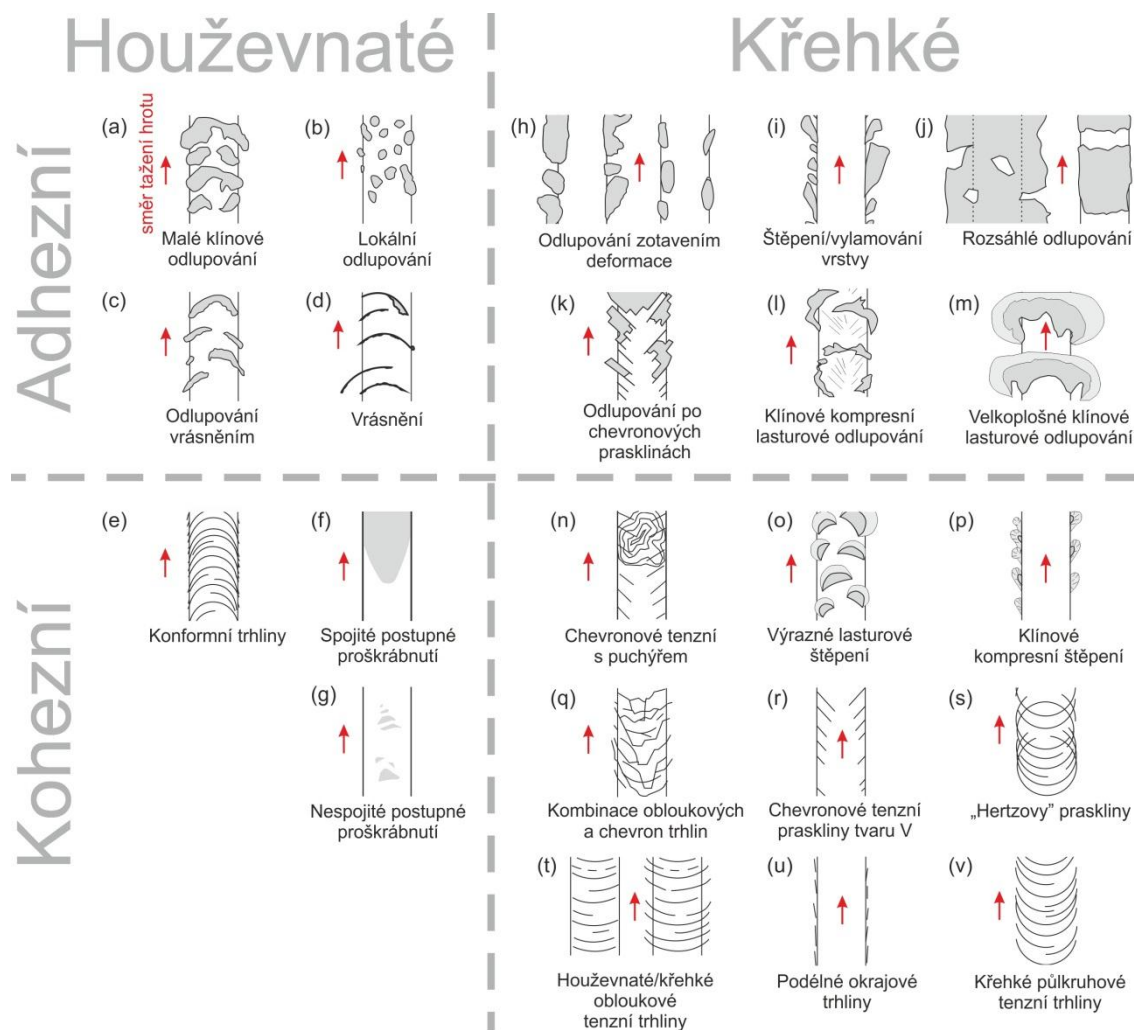 Houževnaté
Křehké
Adhezní
Kohezní
směr tažení hrotu
(a)
Malé klínové
odlupování
(b)
Lokální
odlupování
(c)
Odlupování
vrásněním
(d)
Vrásnění
(h)
Odlupování zotavením
deformace
(i)
Štěpení/vylamování
vrstvy
(j)
Rozsáhlé odlupování
(k)
Odlupování po
chevronových
prasklinách
(l)
Klínové kompresní
lasturové odlupování
(m)
Velkoplošné klínové
lasturové odlupování
(e)
Konformní trhliny
(f)
Spojité postupné
proškrábnutí
(g)
Nespojité postupné
proškrábnutí
(n)
Chevronové tenzní
s puchýřem
(o)
Výrazné lasturové
štěpení
(p)
Klínové
kompresní štěpení
(q)
Kombinace obloukových
a chevron trhlin
(r)
Chevronové tenzní
praskliny tvaru V
(s)
„Hertzovy” praskliny
(t)
Houževnaté/křehké
obloukové
tenzní trhliny
(u)
Podélné okrajové
trhliny
(v)
Křehké půlkruhové
tenzní trhliny